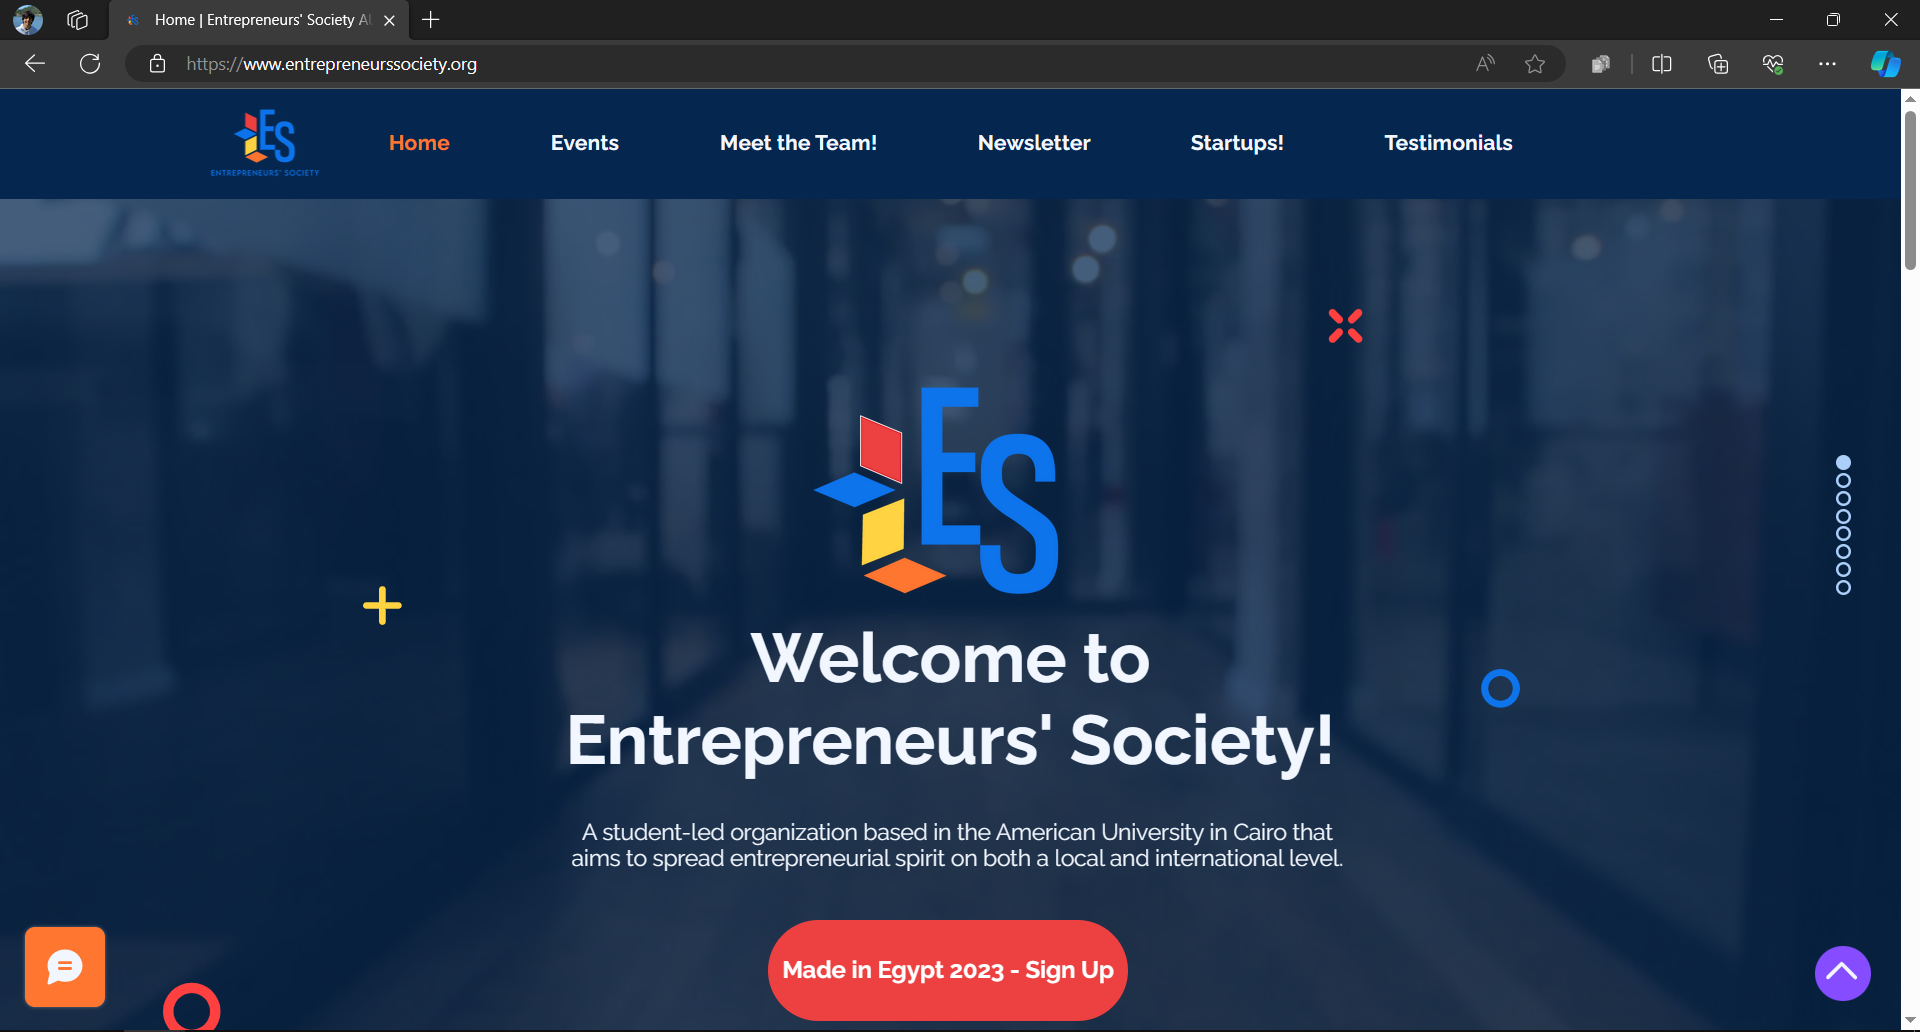 Home | Entrepreneurs' Society A
https://www.entrepreneurssociety.org
ES
ENTREPRENEURS' SOCIETY
Home
Events
Meet the Team!
Newsletter
Startups!
Testimonials
ES
Welcome to
Entrepreneurs' Society!
A student-led organization based in the American University in Cairo that
aims to spread entrepreneurial spirit on both a local and international level.
Made in Egypt 2023 - Sign Up